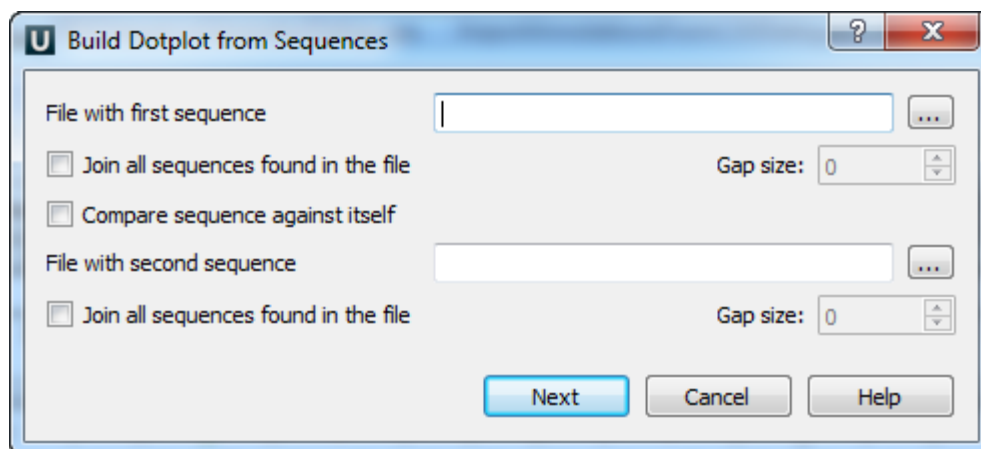 U Build Dotplot from Sequences ? X
File with first sequence ...
Join all sequences found in the file Gap size: 0
Compare sequence against itself
File with second sequence ...
Join all sequences found in the file Gap size: 0
Next Cancel Help